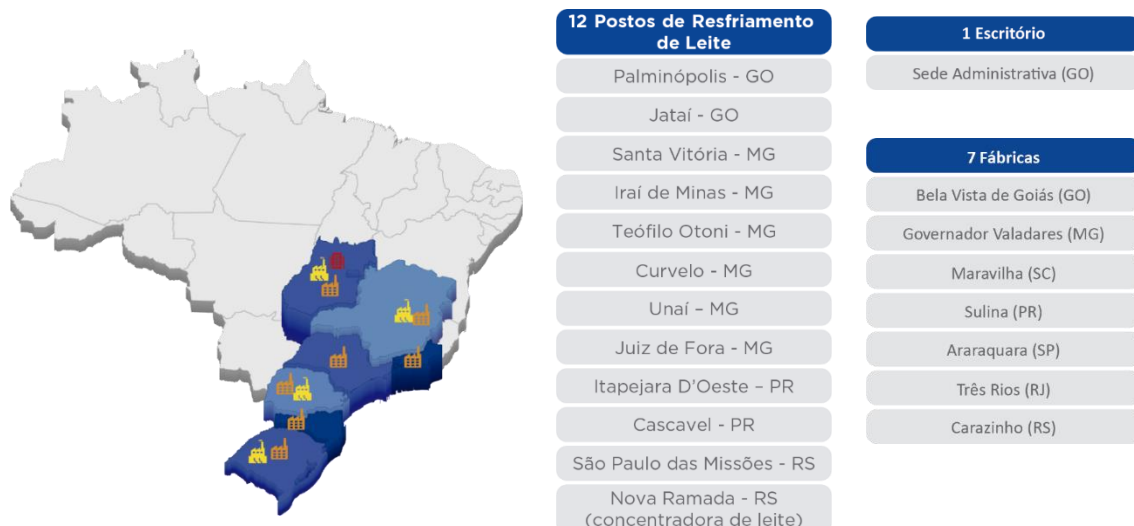 12 Postos de Resfriamento
de Leite
Palminópolis - GO
Jataí - GO
Santa Vitória - MG
Iraí de Minas - MG
Teófilo Otoni - MG
Curvelo - MG
Unaí – MG
Juiz de Fora - MG
Itapejara D'Oeste – PR
Cascavel - PR
São Paulo das Missões - RS
Nova Ramada - RS
(concentradora de leite)
1 Escritório
Sede Administrativa (GO)
7 Fábricas
Bela Vista de Goiás (GO)
Governador Valadares (MG)
Maravilha (SC)
Sulina (PR)
Araraquara (SP)
Três Rios (RJ)
Carazinho (RS)